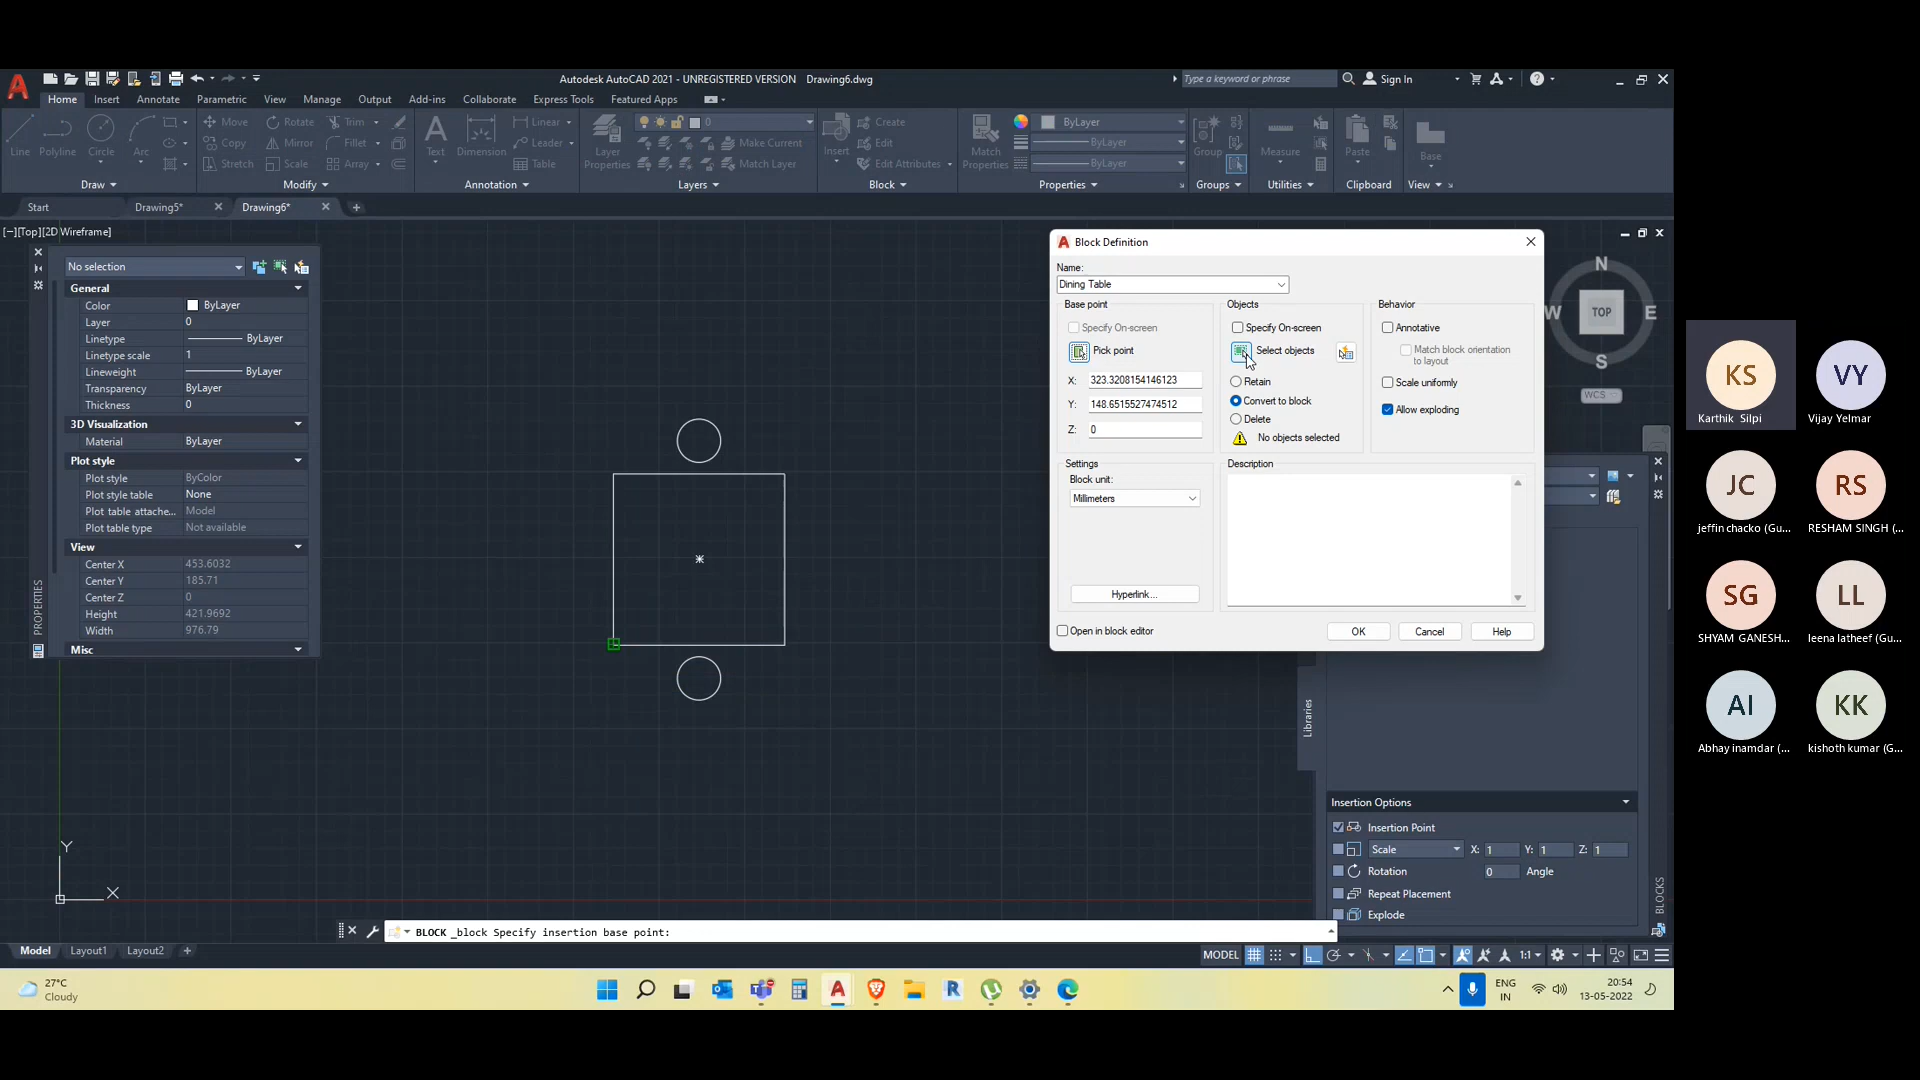 Autodesk AutoCAD 2021 - UNREGISTERED VERSION Drawing6.dwg
Type a keyword or phrase
Sign In
Home Insert Annotate Parametric View Manage Output Add-ins Collaborate Express Tools Featured Apps
Line Polyline Circle Arc
Move Rotate Trim
Copy Mirror Fillet
Stretch Scale Array
Text Dimension
Linear
Leader
Table
Layer Properties
0
Make Current
Match Layer
Insert
Create
Edit
Edit Attributes
Match Properties
ByLayer
ByLayer
ByLayer
Group
Measure
Paste
Base
Draw Modify Annotation Layers Block Properties Groups Utilities Clipboard View
Start Drawing5* Drawing6*
[−][Top][2D Wireframe]
No selection
General
Color ByLayer
Layer 0
Linetype ByLayer
Linetype scale 1
Lineweight ByLayer
Transparency ByLayer
Thickness 0
3D Visualization
Material ByLayer
Plot style
Plot style ByColor
Plot style table None
Plot table attache... Model
Plot table type Not available
View
Center X 453.6032
Center Y 185.71
Center Z 0
Height 421.9692
Width 976.79
Misc
PROPERTIES
Block Definition
Name:
Dining Table
Base point
Specify On-screen
Pick point
X: 323.3208154146123
Y: 148.6515527474512
Z: 0
Objects
Specify On-screen
Select objects
Retain
Convert to block
Delete
No objects selected
Behavior
Annotative
Match block orientation
to layout
Scale uniformly
Allow exploding
Settings
Block unit:
Millimeters
Hyperlink...
Description
Open in block editor
OK Cancel Help
N
W TOP E
S
WCS
Libraries
Insertion Options
Insertion Point
Scale X: 1 Y: 1 Z: 1
Rotation 0 Angle
Repeat Placement
Explode
BLOCKS
Y
X
BLOCK _block Specify insertion base point:
Model Layout1 Layout2
MODEL 1:1
27°C
Cloudy
ENG
IN
20:54
13-05-2022
KS
Karthik Silpi
VY
Vijay Yelmar
JC
jeffin chacko (Gu...
RS
RESHAM SINGH (...
SG
SHYAM GANESH...
LL
leena latheef (Gu...
AI
Abhay inamdar (...
KK
kishoth kumar (G...